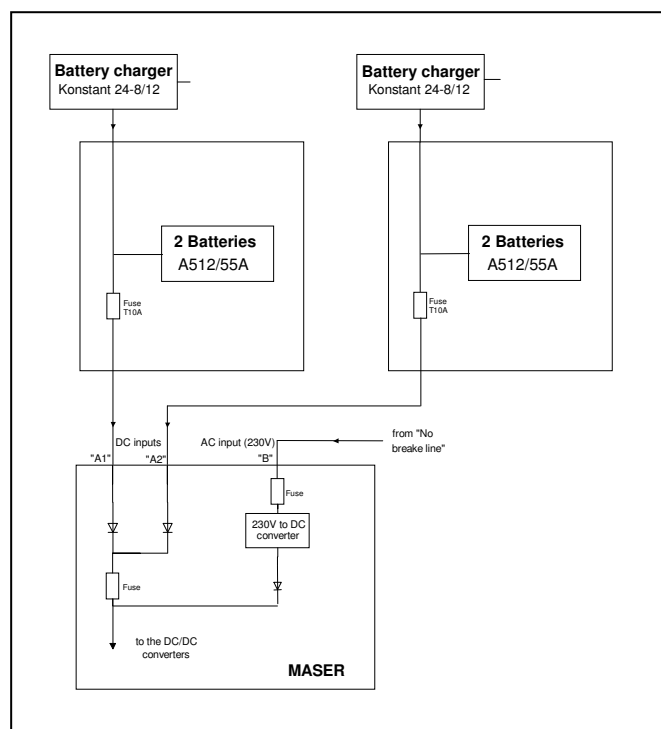 Battery charger
Konstant 24-8/12
Battery charger
Konstant 24-8/12
2 Batteries
A512/55A
2 Batteries
A512/55A
Fuse
T10A
Fuse
T10A
DC inputs
AC input (230V)
from "No
breake line"
"A1"
"A2"
"B"
Fuse
230V to DC
converter
Fuse
to the DC/DC
converters
MASER